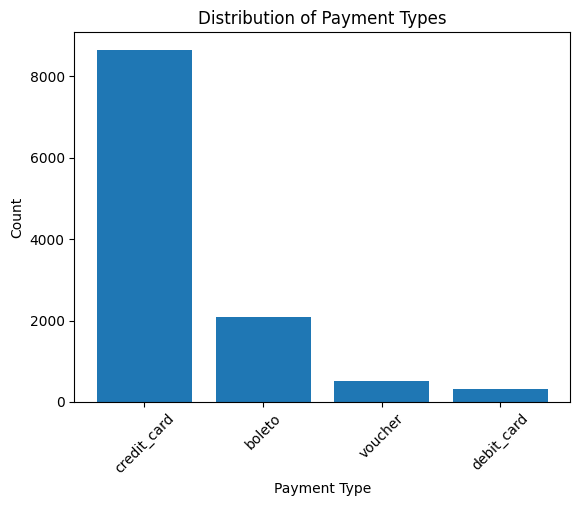 Distribution of Payment Types
Count
8000
6000
4000
2000
0
credit_card
boleto
voucher
debit_card
Payment Type